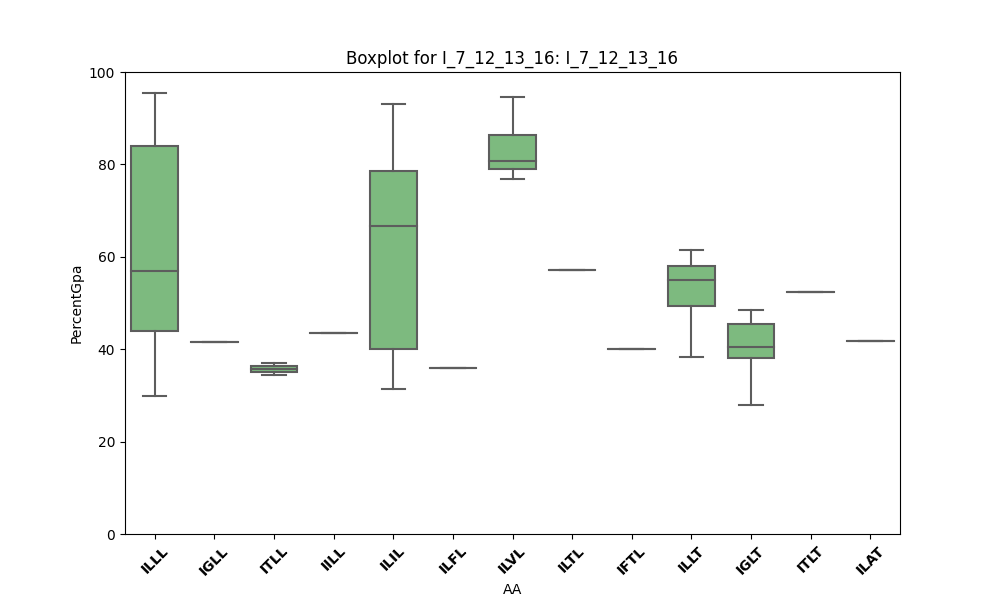 Boxplot for I_7_12_13_16: I_7_12_13_16
100
80
60
40
20
0
PercentGpa
ILLL IGLL ITLL IILL ILIL ILFL ILVL ILTL IFTL ILLT IGLT ITLT ILAT
AA